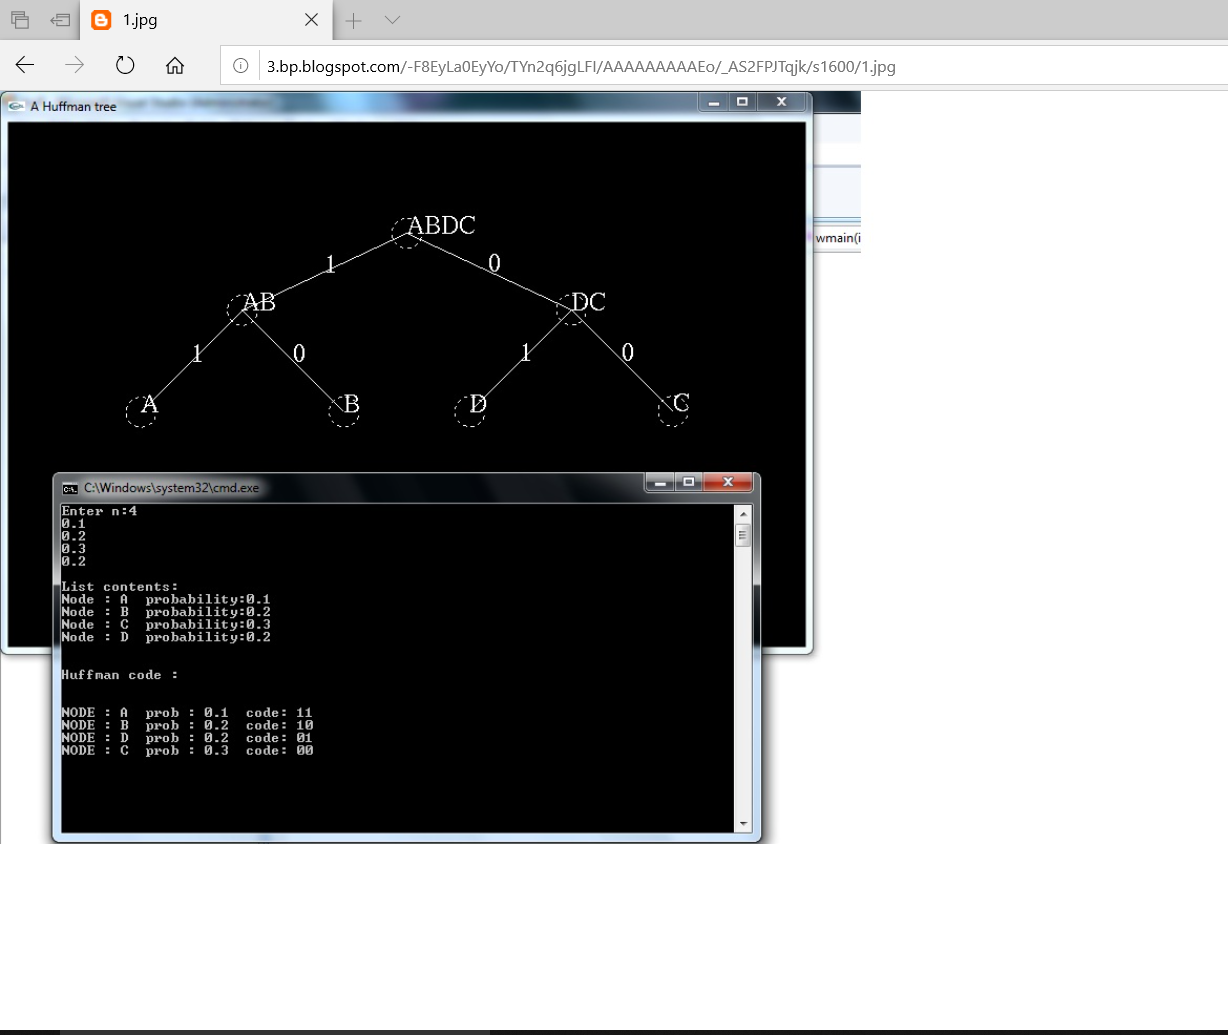 1.jpg
3.bp.blogspot.com/-F8EyLa0EyYo/TYn2q6jgLFI/AAAAAAAAAEo/_AS2FPJTqjk/s1600/1.jpg
A Huffman tree
ABDC
1 0
wmain(i
AB DC
1 0 1 0
A B D C
C:\Windows\system32\cmd.exe
Enter n:4
0.1
0.2
0.3
0.2
List contents:
Node : A probability:0.1
Node : B probability:0.2
Node : C probability:0.3
Node : D probability:0.2
Huffman code :
NODE : A prob : 0.1 code: 11
NODE : B prob : 0.2 code: 10
NODE : D prob : 0.2 code: 01
NODE : C prob : 0.3 code: 00